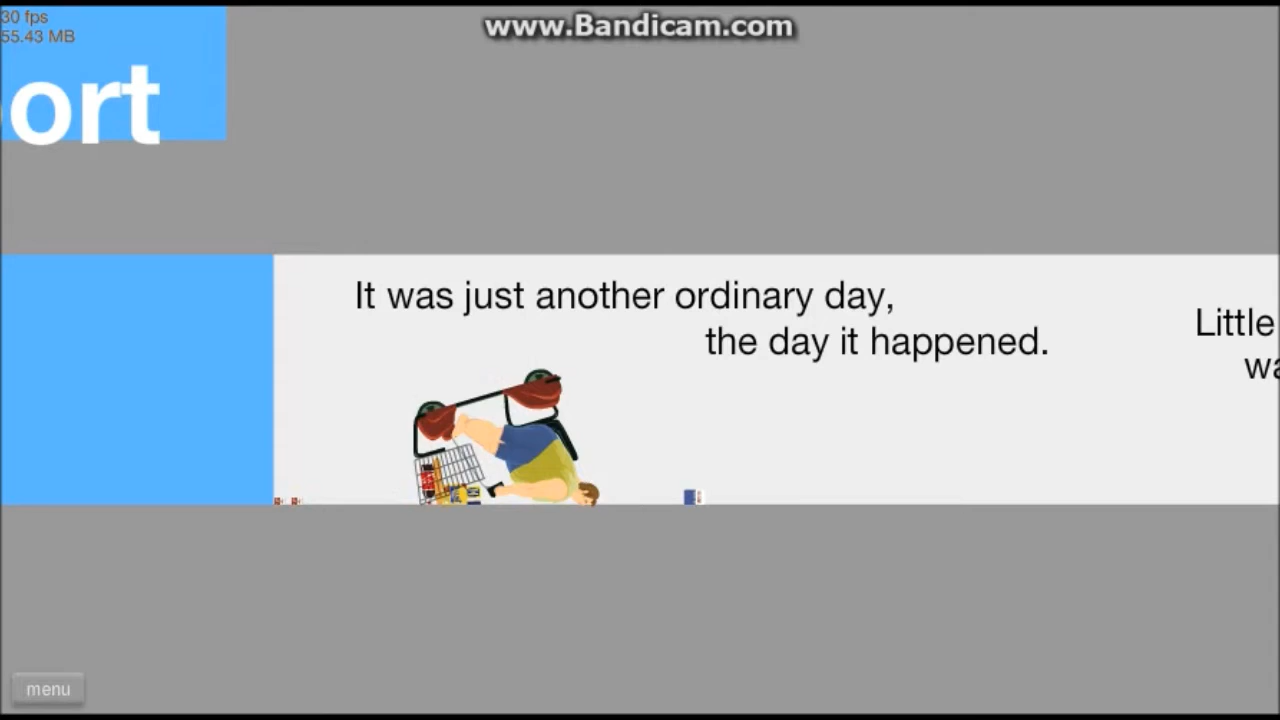 30 fps
55.43 MB
www.Bandicam.com
ort
It was just another ordinary day,
the day it happened.
Little
wa
menu